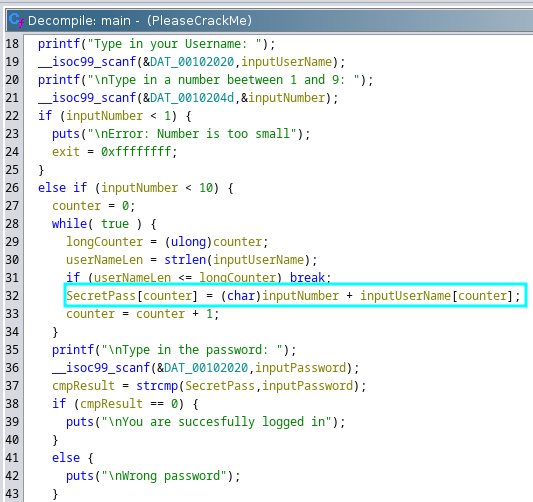 Decompile: main - (PleaseCrackMe)
18 printf("Type in your Username: ");
19 __isoc99_scanf(&DAT_00102020,inputUserName);
20 printf("\nType in a number beetween 1 and 9: ");
21 __isoc99_scanf(&DAT_0010204d,&inputNumber);
22 if (inputNumber < 1) {
23 puts("\nError: Number is too small");
24 exit = 0xffffffff;
25 }
26 else if (inputNumber < 10) {
27 counter = 0;
28 while( true ) {
29 longCounter = (ulong)counter;
30 userNameLen = strlen(inputUserName);
31 if (userNameLen <= longCounter) break;
32 SecretPass[counter] = (char)inputNumber + inputUserName[counter];
33 counter = counter + 1;
34 }
35 printf("\nType in the password: ");
36 __isoc99_scanf(&DAT_00102020,inputPassword);
37 cmpResult = strcmp(SecretPass,inputPassword);
38 if (cmpResult == 0) {
39 puts("\nYou are succesfully logged in");
40 }
41 else {
42 puts("\nWrong password");
43 }